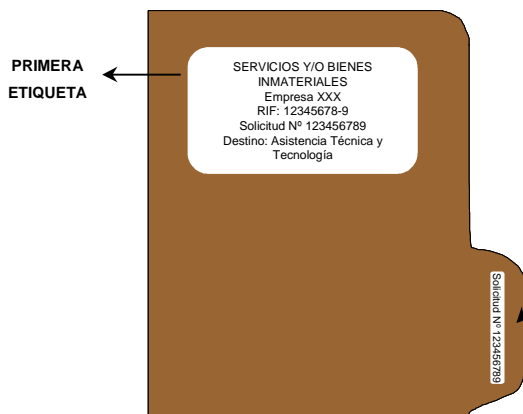 PRIMERA
ETIQUETA
SERVICIOS Y/O BIENES
INMATERIALES
Empresa XXX
RIF: 12345678-9
Solicitud Nº 123456789
Destino: Asistencia Técnica y
Tecnología
Solicitud Nº 123456789